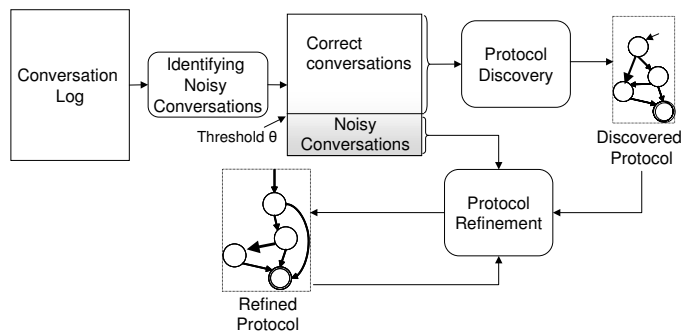 Conversation
Log
Identifying
Noisy
Conversations
Correct
conversations
Threshold θ
Noisy
Conversations
Protocol
Discovery
Discovered
Protocol
Protocol
Refinement
Refined
Protocol